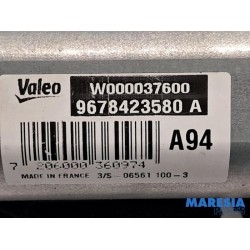 Valeo
W000037600
9678423580 A
A94
7 206000 360974
MADE IN FRANCE 3/S-06561 100-3
MARESIA